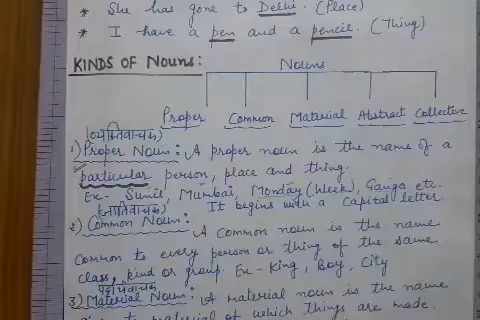 * She has gone to Delhi. (Place)
* I have a pen and a pencil. (Thing)
KINDS OF NOUNS:
Nouns
Proper Common Material Abstract Collective
(व्यक्तिवाचक)
1) Proper Noun: A proper noun is the name of a
particular person, place and thing.
Ex- Sunil, Mumbai, Monday (Week), Ganga etc.
It begins with a capital letter.
(जातिवाचक)
2) Common Noun: A common noun is the name
common to every person or thing of the same
class, kind or group. Ex- King, Boy, City
3) Material Noun: A material noun is the name
material of which things are made.